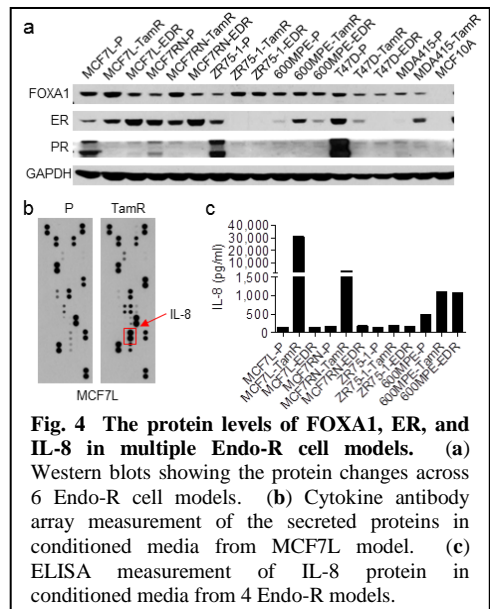 a
MCF7L-P
MCF7L-TamR
MCF7L-EDR
MCF7RN-P
MCF7RN-TamR
MCF7RN-EDR
ZR75-1-P
ZR75-1-TamR
ZR75-1-EDR
600MPE-P
600MPE-TamR
600MPE-EDR
T47D-P
T47D-TamR
T47D-EDR
MDA415-P
MDA415-TamR
MCF10A
FOXA1
ER
PR
GAPDH
b
P
TamR
IL-8
MCF7L
c
IL-8 (pg/ml)
40,000
30,000
20,000
10,000
1,500
1,000
500
0
MCF7L-P
MCF7L-TamR
MCF7L-EDR
MCF7RN-P
MCF7RN-TamR
MCF7RN-EDR
ZR75-1-P
ZR75-1-TamR
ZR75-1-EDR
600MPE-P
600MPE-TamR
600MPE-EDR
Fig. 4 The protein levels of FOXA1, ER, and
IL-8 in multiple Endo-R cell models. (a)
Western blots showing the protein changes across
6 Endo-R cell models. (b) Cytokine antibody
array measurement of the secreted proteins in
conditioned media from MCF7L model. (c)
ELISA measurement of IL-8 protein in
conditioned media from 4 Endo-R models.